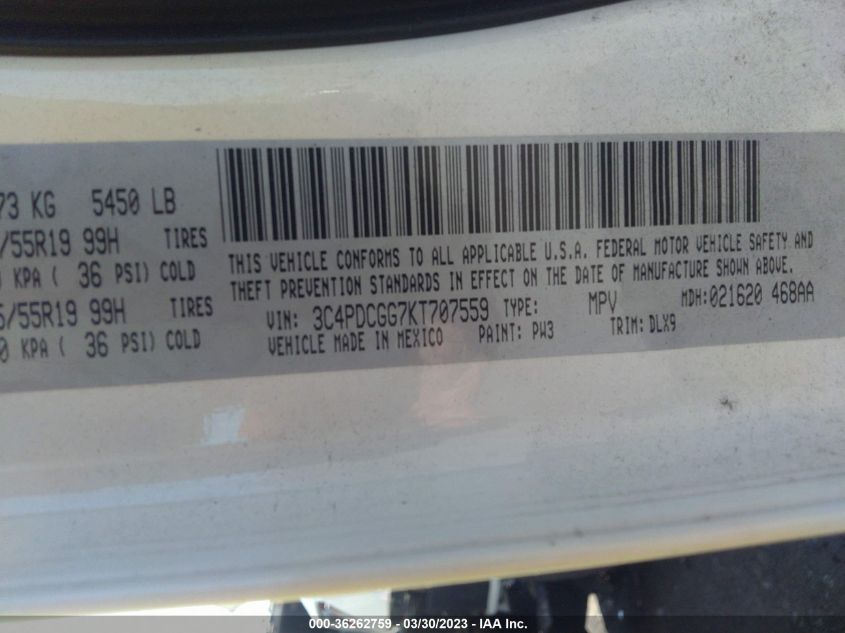 73 KG 5450 LB
/55R19 99H TIRES
KPA ( 36 PSI) COLD
/55R19 99H TIRES
0 KPA ( 36 PSI) COLD
THIS VEHICLE CONFORMS TO ALL APPLICABLE U.S.A. FEDERAL MOTOR VEHICLE SAFETY AND
THEFT PREVENTION STANDARDS IN EFFECT ON THE DATE OF MANUFACTURE SHOWN ABOVE.
VIN: 3C4PDCGG7KT707559 TYPE: MPV MDH:021620 468AA
VEHICLE MADE IN MEXICO PAINT: PW3 TRIM: DLX9
000-36262759 - 03/30/2023 - IAA Inc.